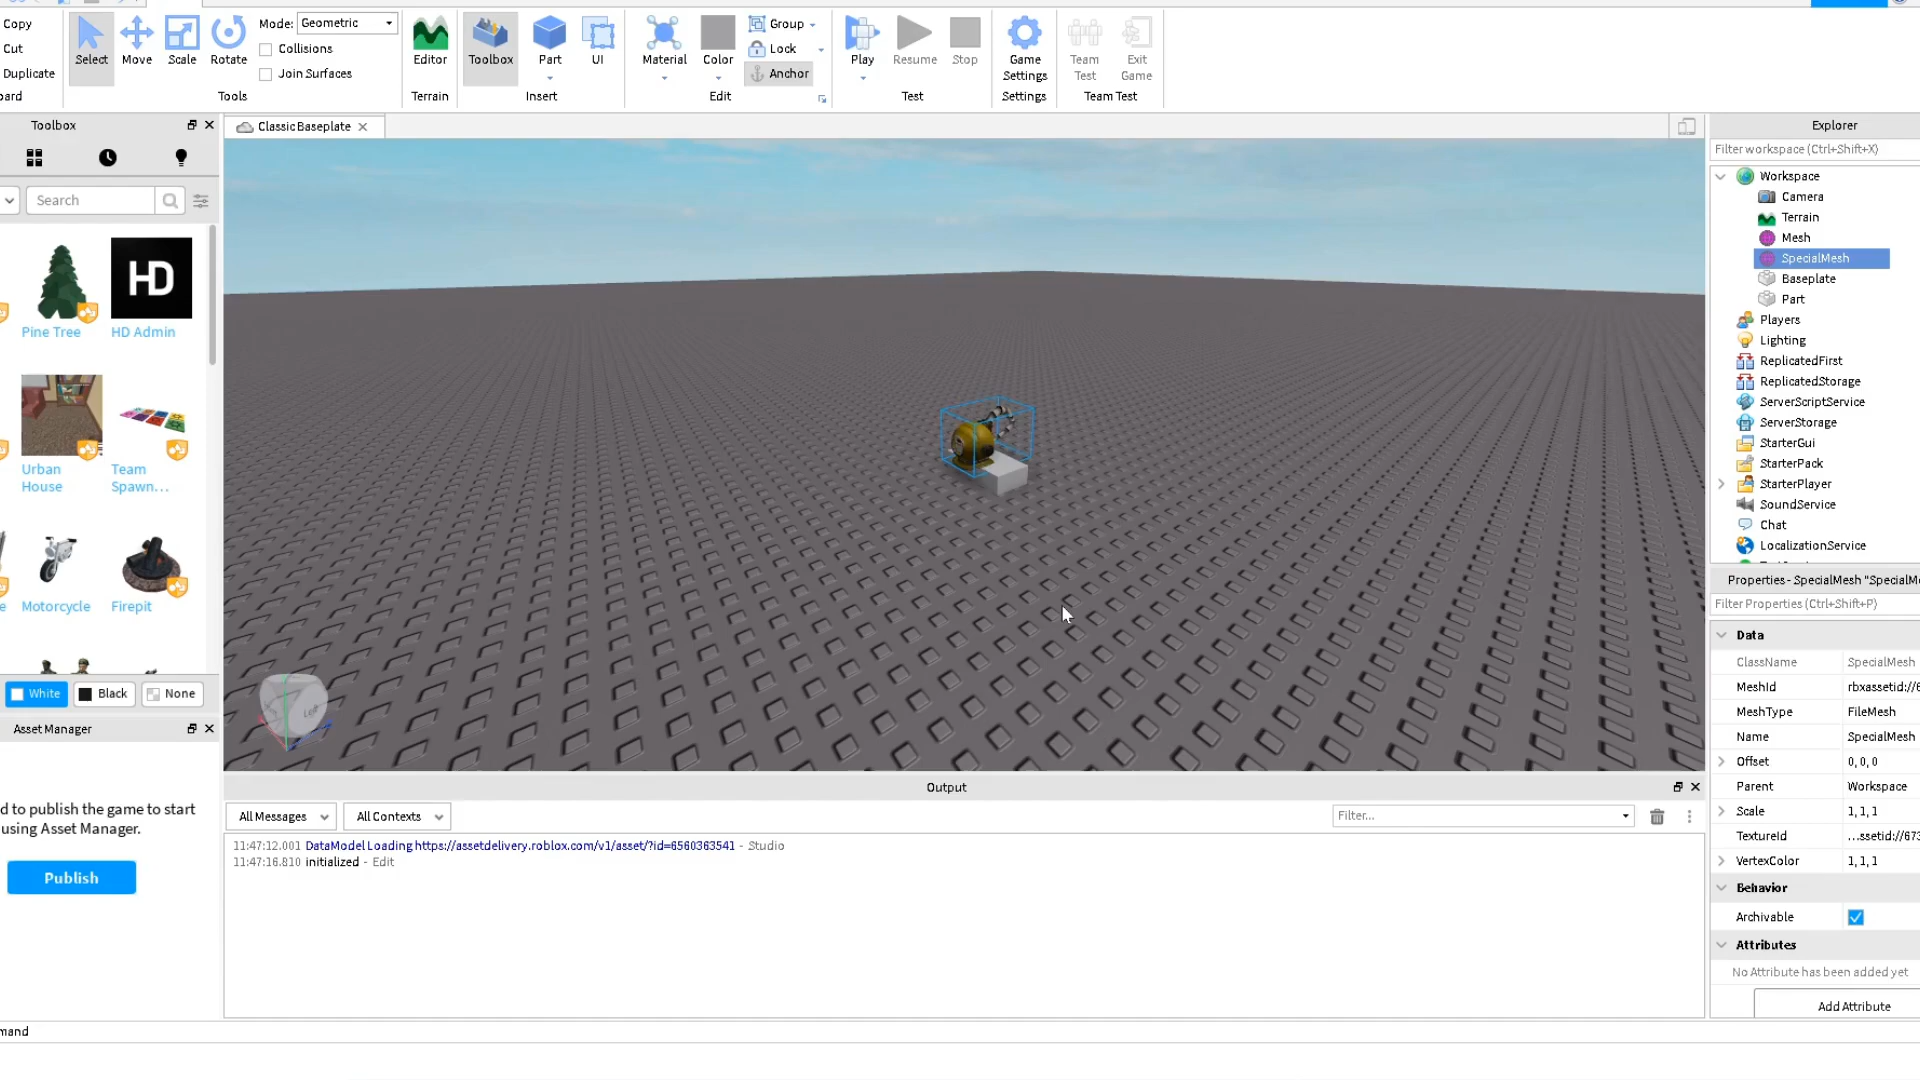 Copy
Cut
Duplicate
Select
Move
Scale
Rotate
Mode: Geometric
Collisions
Join Surfaces
Tools
Editor
Terrain
Toolbox
Part
UI
Insert
Material
Color
Group
Lock
Anchor
Edit
Play
Resume
Stop
Test
Game
Settings
Settings
Team
Test
Exit
Game
Team Test
Toolbox
Search
Pine Tree
HD
HD Admin
Urban
House
Team
Spawn...
Motorcycle
Firepit
White
Black
None
Asset Manager
d to publish the game to start
using Asset Manager.
Publish
mand
Classic Baseplate
Left
Output
All Messages
All Contexts
Filter...
11:47:12.001 DataModel Loading https://assetdelivery.roblox.com/v1/asset/?id=6560363541 - Studio
11:47:16.810 initialized - Edit
Explorer
Filter workspace (Ctrl+Shift+X)
Workspace
Camera
Terrain
Mesh
SpecialMesh
Baseplate
Part
Players
Lighting
ReplicatedFirst
ReplicatedStorage
ServerScriptService
ServerStorage
StarterGui
StarterPack
StarterPlayer
SoundService
Chat
LocalizationService
Properties - SpecialMesh "SpecialM
Filter Properties (Ctrl+Shift+P)
Data
ClassName SpecialMesh
MeshId rbxassetid://6
MeshType FileMesh
Name SpecialMesh
Offset 0, 0, 0
Parent Workspace
Scale 1, 1, 1
TextureId ...ssetid://673
VertexColor 1, 1, 1
Behavior
Archivable
Attributes
No Attribute has been added yet
Add Attribute